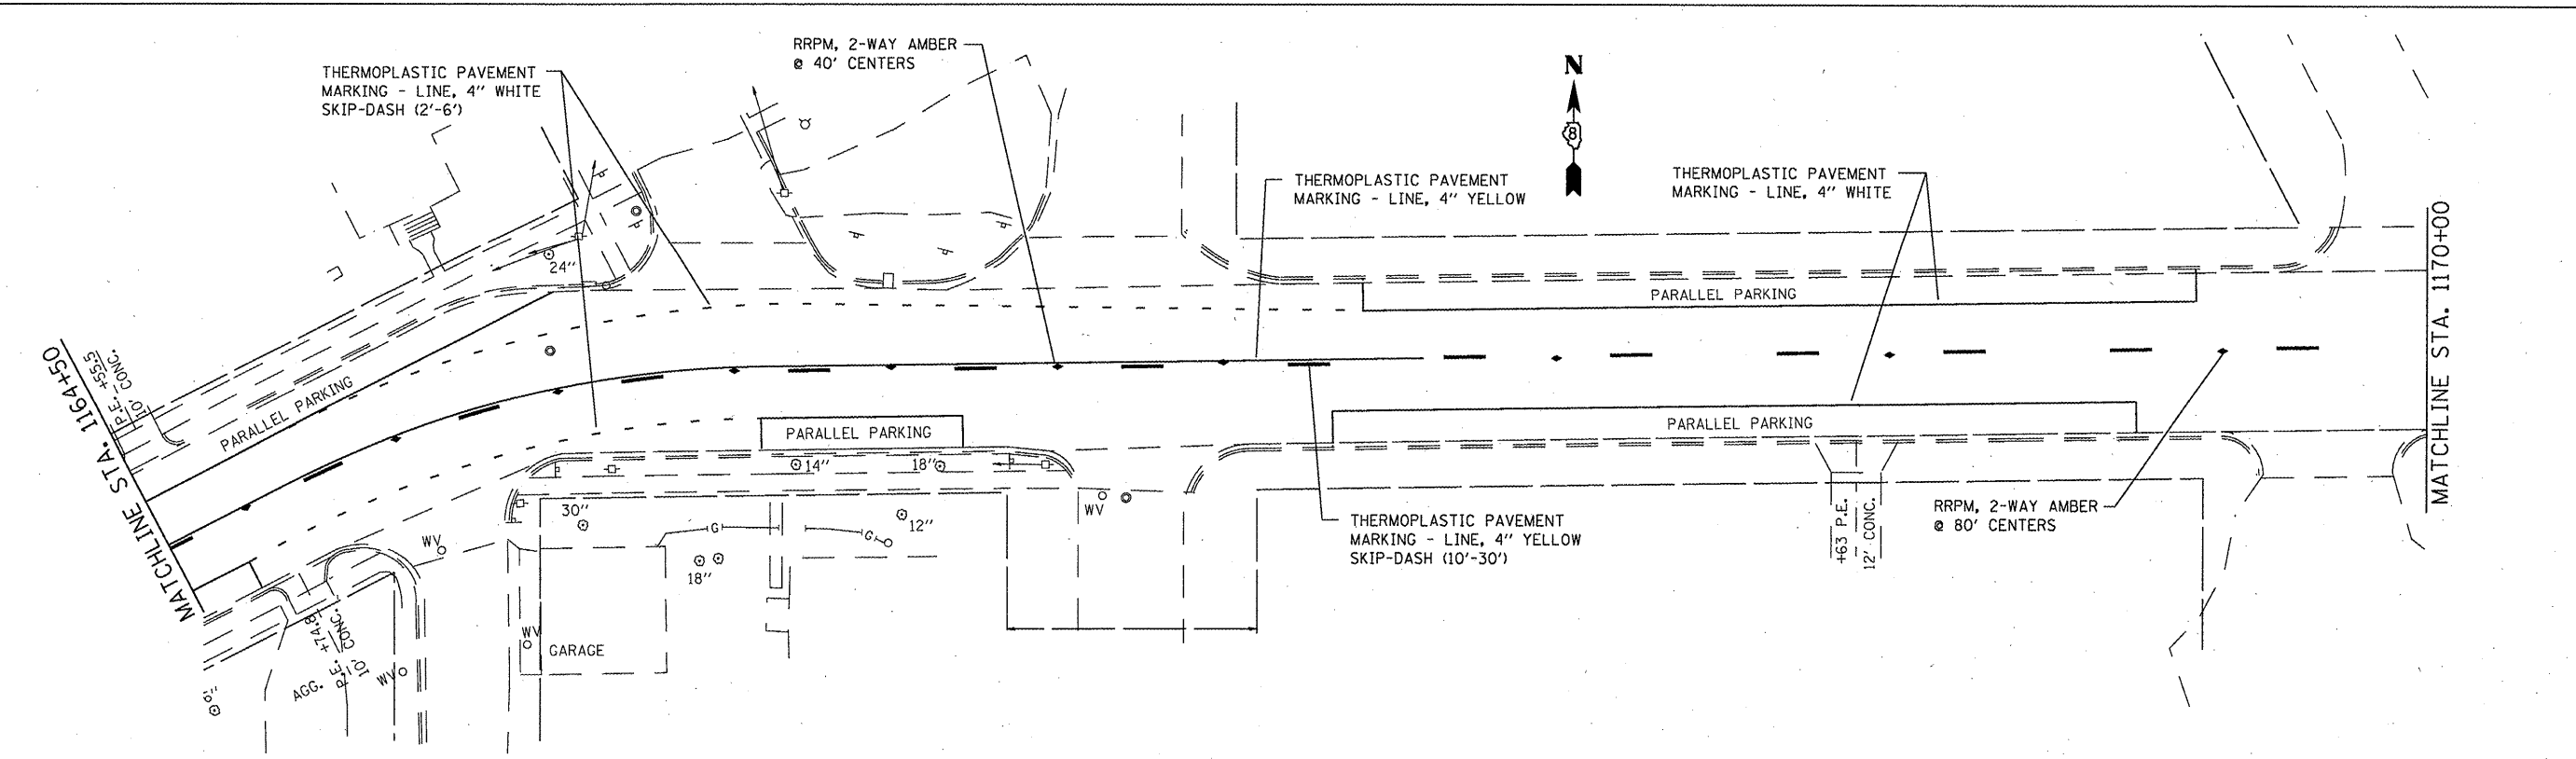 RRPM, 2-WAY AMBER
@ 40' CENTERS
THERMOPLASTIC PAVEMENT
MARKING - LINE, 4" WHITE
SKIP-DASH (2'-6')
N
8
THERMOPLASTIC PAVEMENT
MARKING - LINE, 4" YELLOW
THERMOPLASTIC PAVEMENT
MARKING - LINE, 4" WHITE
24"
PARALLEL PARKING
MATCHLINE STA. 1170+00
MATCHLINE STA. 1164+50
P.E. +55.5
10' CONC.
PARALLEL PARKING
PARALLEL PARKING
PARALLEL PARKING
14"
18"
30"
WV
G
G
12"
WV
18"
THERMOPLASTIC PAVEMENT
MARKING - LINE, 4" YELLOW
SKIP-DASH (10'-30')
+63 P.E.
12' CONC.
RRPM, 2-WAY AMBER
@ 80' CENTERS
WV
GARAGE
P.E. +74.8
10' CONC.
AGG.
WV